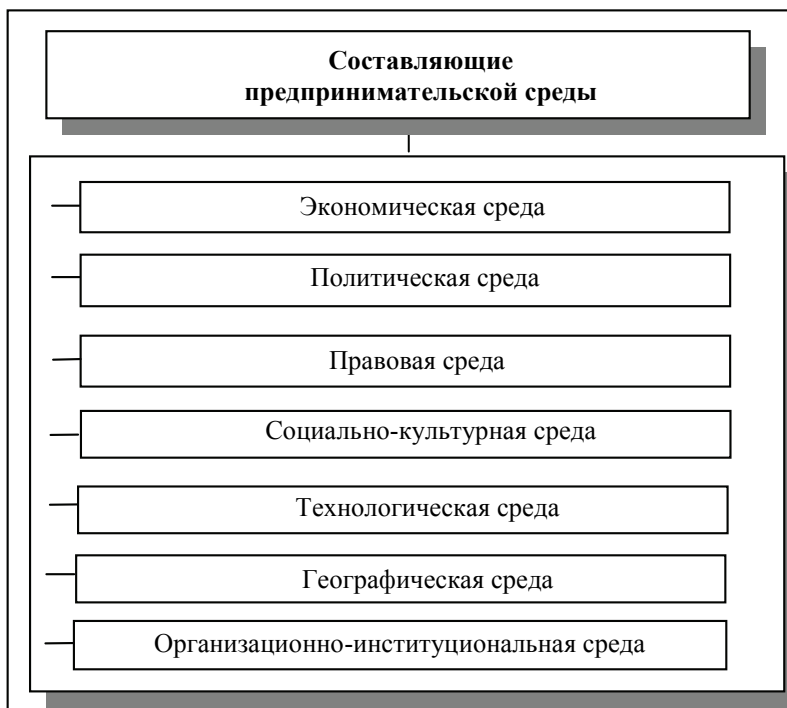 Составляющие
предпринимательской среды
Экономическая среда
Политическая среда
Правовая среда
Социально-культурная среда
Технологическая среда
Географическая среда
Организационно-институциональная среда